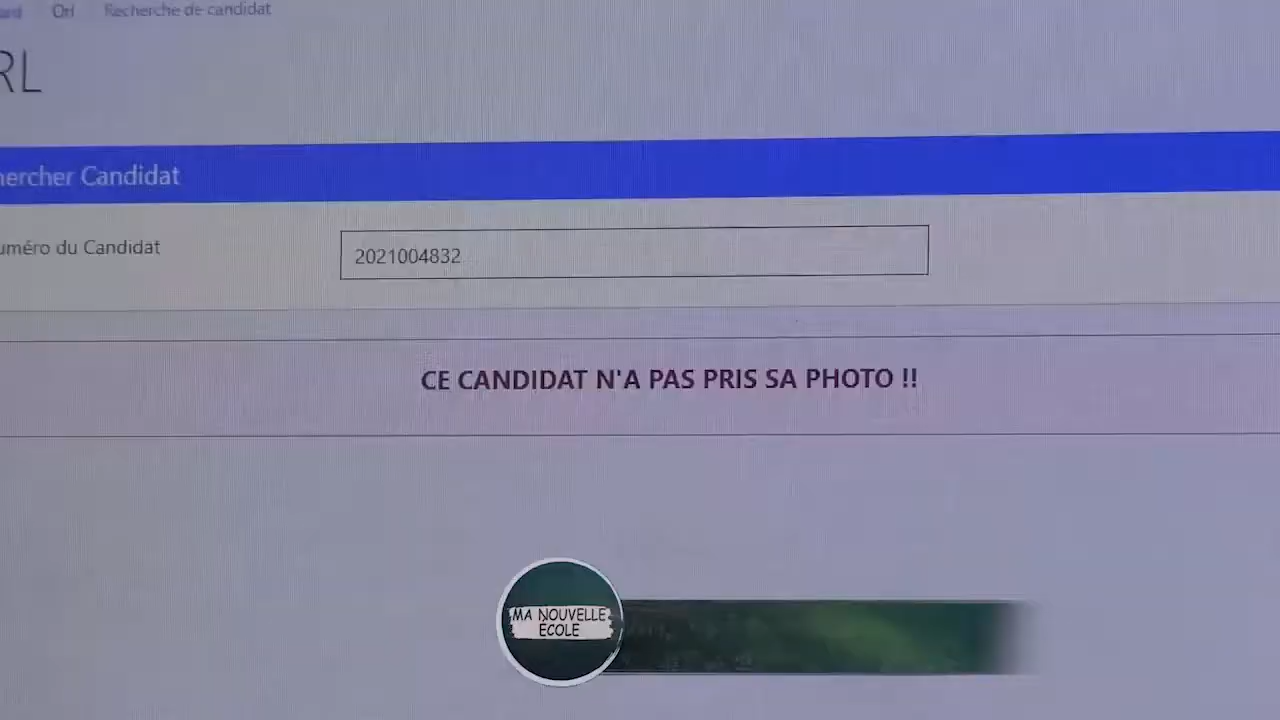 Orl Recherche de candidat
RL
hercher Candidat
uméro du Candidat
2021004832
CE CANDIDAT N'A PAS PRIS SA PHOTO !!
MA NOUVELLE
ECOLE